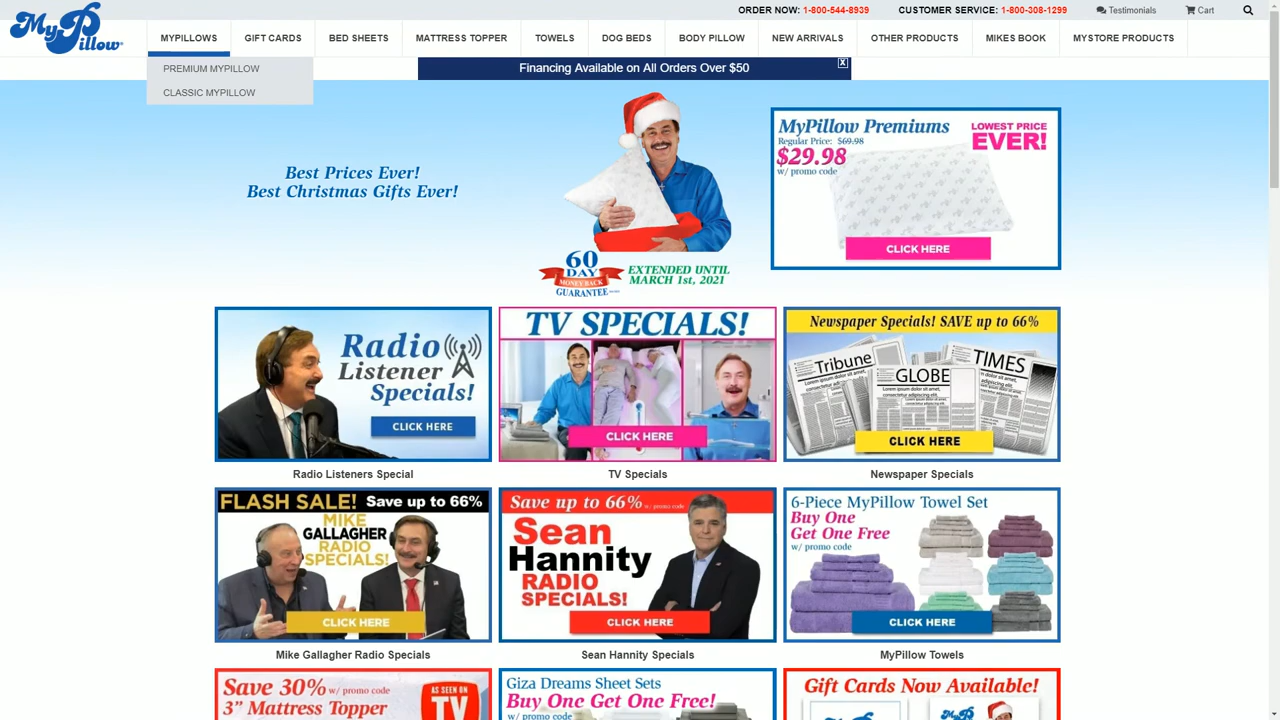 MyPillow
ORDER NOW: 1-800-544-8939
CUSTOMER SERVICE: 1-800-308-1299
Testimonials
Cart
MYPILLOWS
GIFT CARDS
BED SHEETS
MATTRESS TOPPER
TOWELS
DOG BEDS
BODY PILLOW
NEW ARRIVALS
OTHER PRODUCTS
MIKES BOOK
MYSTORE PRODUCTS
PREMIUM MYPILLOW
CLASSIC MYPILLOW
Financing Available on All Orders Over $50
X
Best Prices Ever!
Best Christmas Gifts Ever!
60
DAY
MONEY BACK
GUARANTEE
EXTENDED UNTIL
MARCH 1st, 2021
MyPillow Premiums
Regular Price: $69.98
$29.98
w/ promo code
LOWEST PRICE
EVER!
CLICK HERE
Radio
Listener
Specials!
CLICK HERE
Radio Listeners Special
TV SPECIALS!
CLICK HERE
TV Specials
Newspaper Specials! SAVE up to 66%
Tribune
GLOBE
TIMES
CLICK HERE
Newspaper Specials
FLASH SALE! Save up to 66%
MIKE
GALLAGHER
RADIO
SPECIALS!
CLICK HERE
Mike Gallagher Radio Specials
Save up to 66% w/ promo code
Sean
Hannity
RADIO
SPECIALS!
CLICK HERE
Sean Hannity Specials
6-Piece MyPillow Towel Set
Buy One
Get One Free
w/ promo code
CLICK HERE
MyPillow Towels
Save 30% w/ promo code
3" Mattress Topper
AS SEEN ON
TV
Giza Dreams Sheet Sets
Buy One Get One Free!
w/ promo code
Gift Cards Now Available!